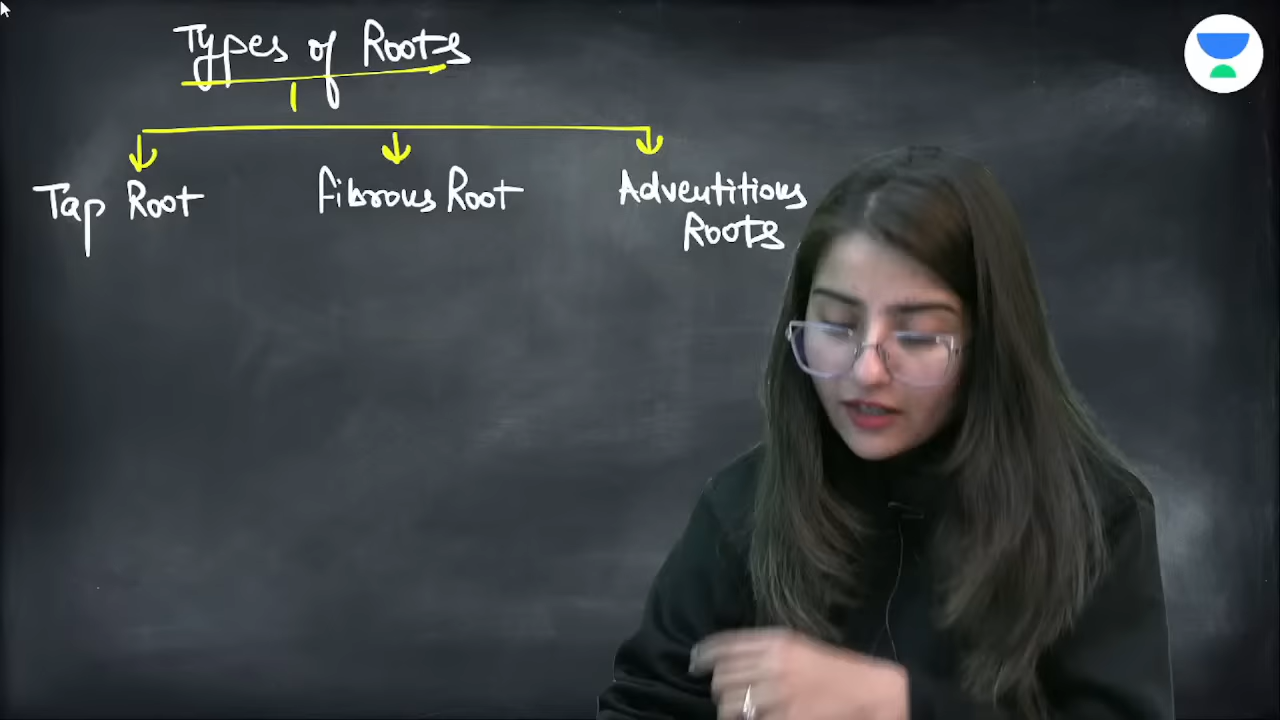 Types of Roots
Tap Root
Fibrous Root
Adventitious
Roots